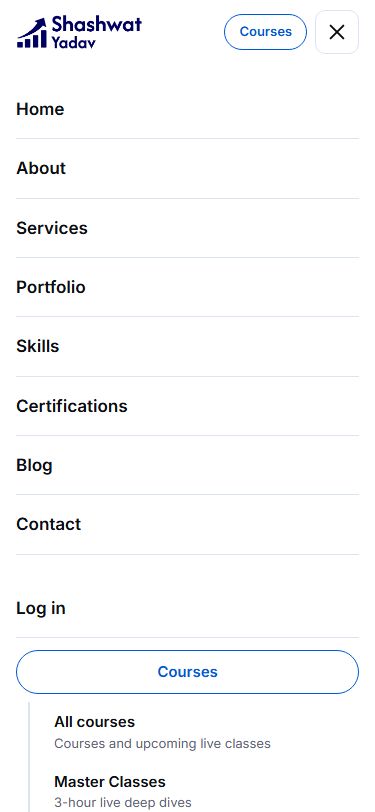 Shashwat
Yadav
Courses
Home
About
Services
Portfolio
Skills
Certifications
Blog
Contact
Log in
Courses
All courses
Courses and upcoming live classes
Master Classes
3-hour live deep dives